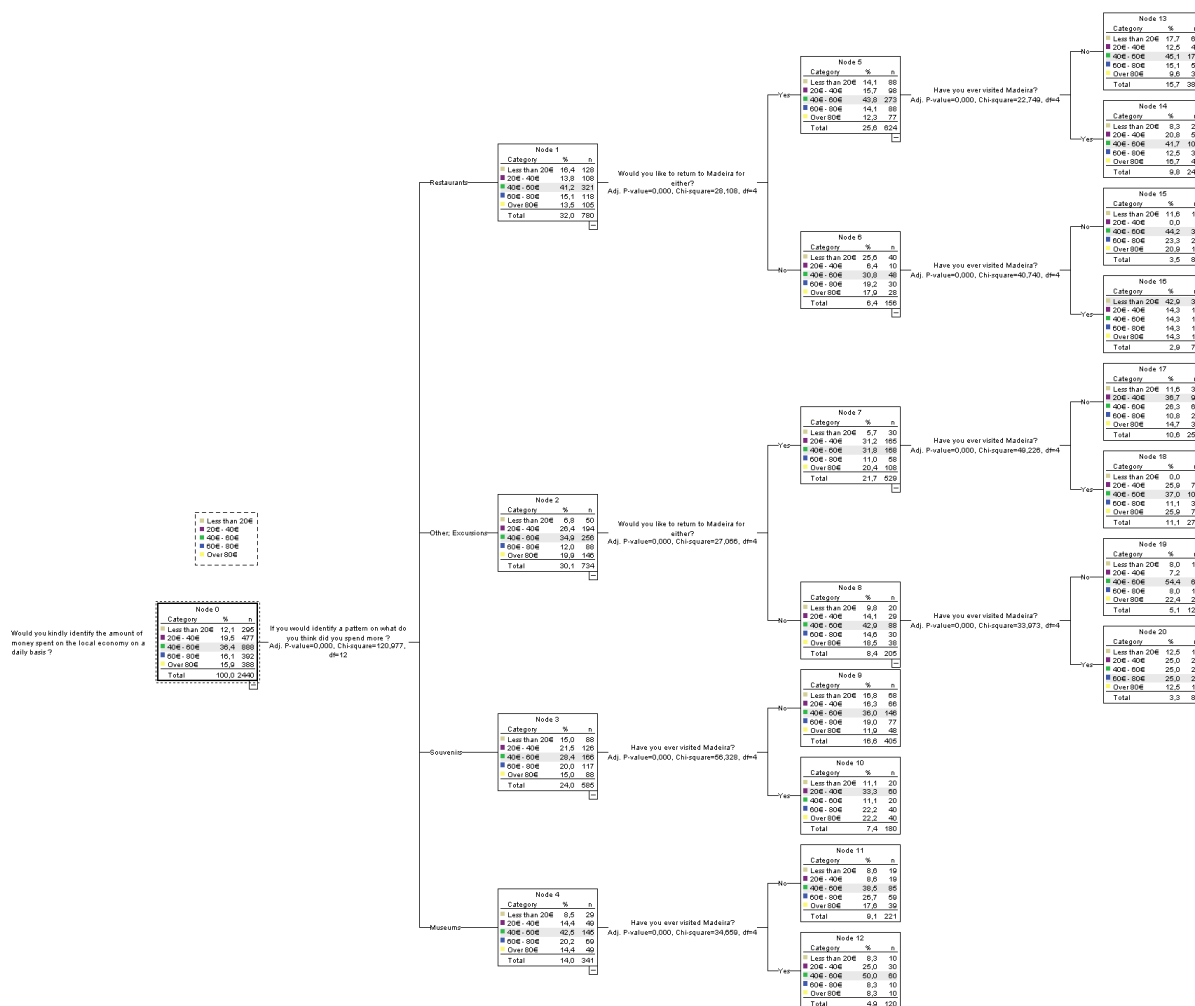 Would you kindly identify the amount of
money spent on the local economy on a
daily basis ?
Less than 20€
20€ - 40€
40€ - 60€
60€ - 80€
Over 80€
Node 0
Category % n
Less than 20€ 12,1 295
20€ - 40€ 19,5 477
40€ - 60€ 36,4 888
60€ - 80€ 16,1 392
Over 80€ 15,9 388
Total 100,0 2440
If you would identify a pattern on what do
you think did you spend more ?
Adj. P-value=0,000, Chi-square=120,977,
df=12
Restaurants
Node 1
Category % n
Less than 20€ 16,4 128
20€ - 40€ 13,8 108
40€ - 60€ 41,2 321
60€ - 80€ 15,1 118
Over 80€ 13,5 105
Total 32,0 780
Would you like to return to Madeira for
either?
Adj. P-value=0,000, Chi-square=28,108, df=4
Yes
Node 5
Category % n
Less than 20€ 14,1 88
20€ - 40€ 15,7 98
40€ - 60€ 43,8 273
60€ - 80€ 14,1 88
Over 80€ 12,3 77
Total 25,6 624
Have you ever visited Madeira?
Adj. P-value=0,000, Chi-square=22,749, df=4
No
Node 13
Category %
Less than 20€ 17,7
20€ - 40€ 12,5
40€ - 60€ 45,1
60€ - 80€ 15,1
Over 80€ 9,6
Total 15,7
Yes
Node 14
Category %
Less than 20€ 8,3
20€ - 40€ 20,8
40€ - 60€ 41,7
60€ - 80€ 12,5
Over 80€ 16,7
Total 9,8
No
Node 6
Category % n
Less than 20€ 25,6 40
20€ - 40€ 6,4 10
40€ - 60€ 30,8 48
60€ - 80€ 19,2 30
Over 80€ 17,9 28
Total 6,4 156
Have you ever visited Madeira?
Adj. P-value=0,000, Chi-square=40,740, df=4
No
Node 15
Category %
Less than 20€ 11,6
20€ - 40€ 0,0
40€ - 60€ 44,2
60€ - 80€ 23,3
Over 80€ 20,9
Total 3,5
Yes
Node 16
Category %
Less than 20€ 42,9
20€ - 40€ 14,3
40€ - 60€ 14,3
60€ - 80€ 14,3
Over 80€ 14,3
Total 2,9
Other; Excursions
Node 2
Category % n
Less than 20€ 6,8 50
20€ - 40€ 26,4 194
40€ - 60€ 34,9 256
60€ - 80€ 12,0 88
Over 80€ 19,9 146
Total 30,1 734
Would you like to return to Madeira for
either?
Adj. P-value=0,000, Chi-square=27,066, df=4
Yes
Node 7
Category % n
Less than 20€ 5,7 30
20€ - 40€ 31,2 165
40€ - 60€ 31,8 168
60€ - 80€ 11,0 58
Over 80€ 20,4 108
Total 21,7 529
Have you ever visited Madeira?
Adj. P-value=0,000, Chi-square=49,226, df=4
No
Node 17
Category %
Less than 20€ 11,6
20€ - 40€ 36,7
40€ - 60€ 26,3
60€ - 80€ 10,8
Over 80€ 14,7
Total 10,6
Yes
Node 18
Category %
Less than 20€ 0,0
20€ - 40€ 25,9
40€ - 60€ 37,0
60€ - 80€ 11,1
Over 80€ 25,9
Total 11,1
No
Node 8
Category % n
Less than 20€ 9,8 20
20€ - 40€ 14,1 29
40€ - 60€ 42,9 88
60€ - 80€ 14,6 30
Over 80€ 18,5 38
Total 8,4 205
Have you ever visited Madeira?
Adj. P-value=0,000, Chi-square=33,973, df=4
No
Node 19
Category %
Less than 20€ 8,0
20€ - 40€ 7,2
40€ - 60€ 54,4
60€ - 80€ 8,0
Over 80€ 22,4
Total 5,1
Yes
Node 20
Category %
Less than 20€ 12,5
20€ - 40€ 25,0
40€ - 60€ 25,0
60€ - 80€ 25,0
Over 80€ 12,5
Total 3,3
Souvenirs
Node 3
Category % n
Less than 20€ 15,0 88
20€ - 40€ 21,5 126
40€ - 60€ 28,4 166
60€ - 80€ 20,0 117
Over 80€ 15,0 88
Total 24,0 585
Have you ever visited Madeira?
Adj. P-value=0,000, Chi-square=56,328, df=4
No
Node 9
Category % n
Less than 20€ 16,8 68
20€ - 40€ 16,3 66
40€ - 60€ 36,0 146
60€ - 80€ 19,0 77
Over 80€ 11,9 48
Total 16,6 405
Yes
Node 10
Category % n
Less than 20€ 11,1 20
20€ - 40€ 33,3 60
40€ - 60€ 11,1 20
60€ - 80€ 22,2 40
Over 80€ 22,2 40
Total 7,4 180
Museums
Node 4
Category % n
Less than 20€ 8,5 29
20€ - 40€ 14,4 49
40€ - 60€ 42,5 145
60€ - 80€ 20,2 69
Over 80€ 14,4 49
Total 14,0 341
Have you ever visited Madeira?
Adj. P-value=0,000, Chi-square=34,659, df=4
No
Node 11
Category % n
Less than 20€ 8,6 19
20€ - 40€ 8,6 19
40€ - 60€ 38,5 85
60€ - 80€ 26,7 59
Over 80€ 17,6 39
Total 9,1 221
Yes
Node 12
Category % n
Less than 20€ 8,3 10
20€ - 40€ 25,0 30
40€ - 60€ 50,0 60
60€ - 80€ 8,3 10
Over 80€ 8,3 10
Total 4,9 120